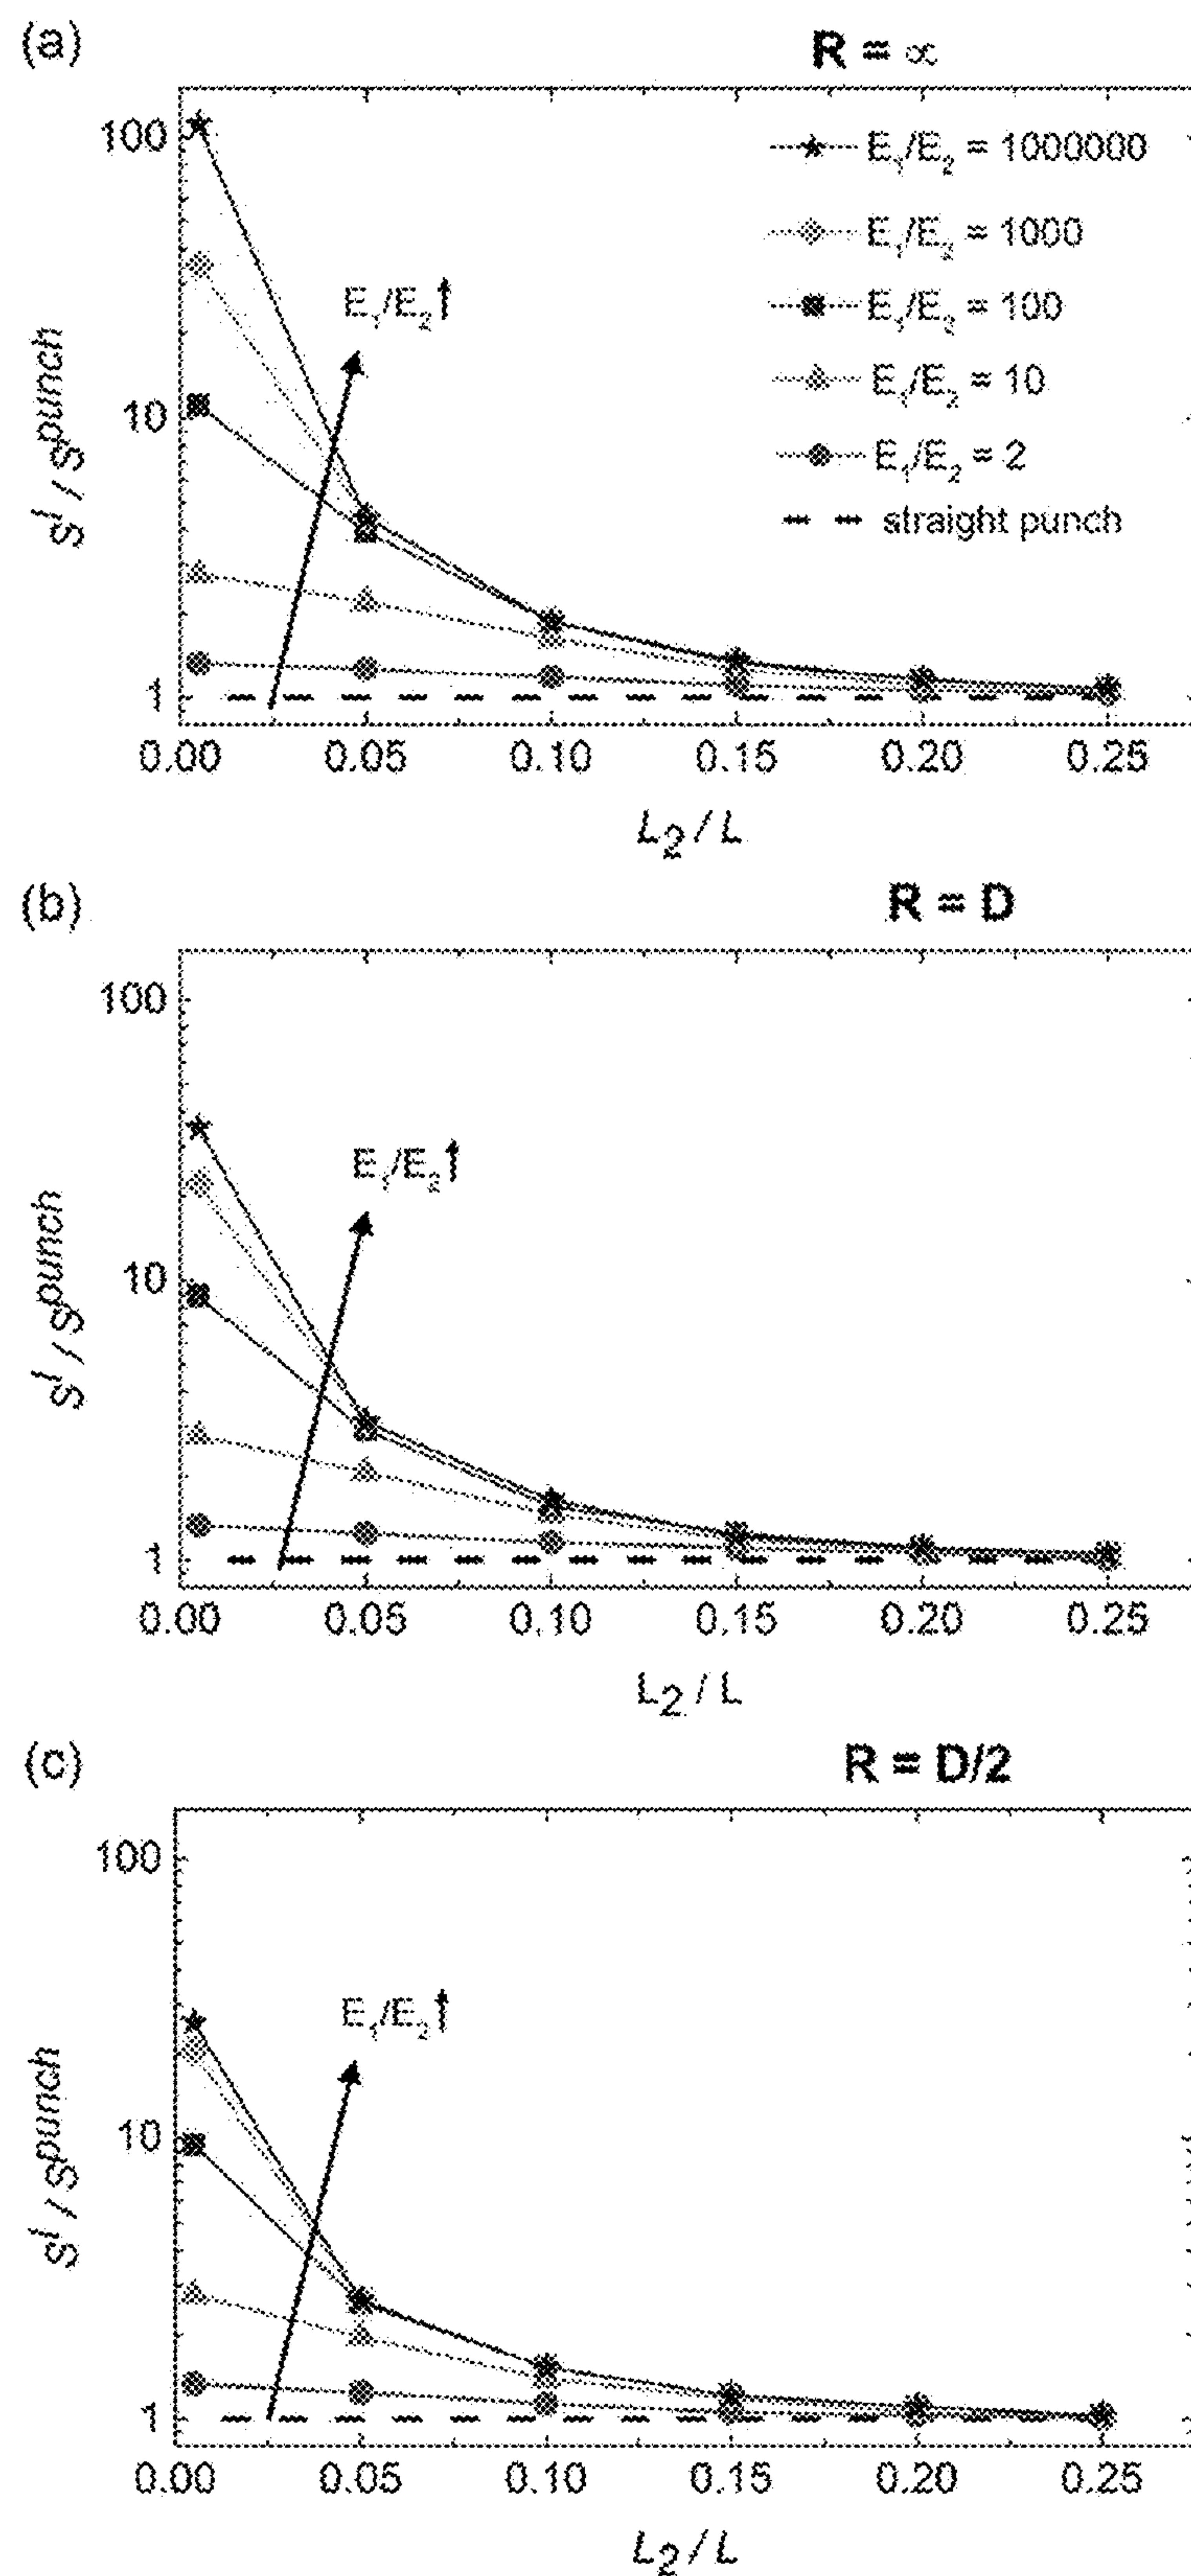 (a)
R = ∝
100
10
1
S^l / S^punch
E₁/E₂↑
E₁/E₂ = 1000000
E₁/E₂ = 1000
E₁/E₂ = 100
E₁/E₂ = 10
E₁/E₂ = 2
straight punch
0.00 0.05 0.10 0.15 0.20 0.25
L₂ / L
(b)
R = D
100
10
1
S^l / S^punch
E₁/E₂↑
0.00 0.05 0.10 0.15 0.20 0.25
L₂ / L
(c)
R = D/2
100
10
1
S^l / S^punch
E₁/E₂↑
0.00 0.05 0.10 0.15 0.20 0.25
L₂ / L